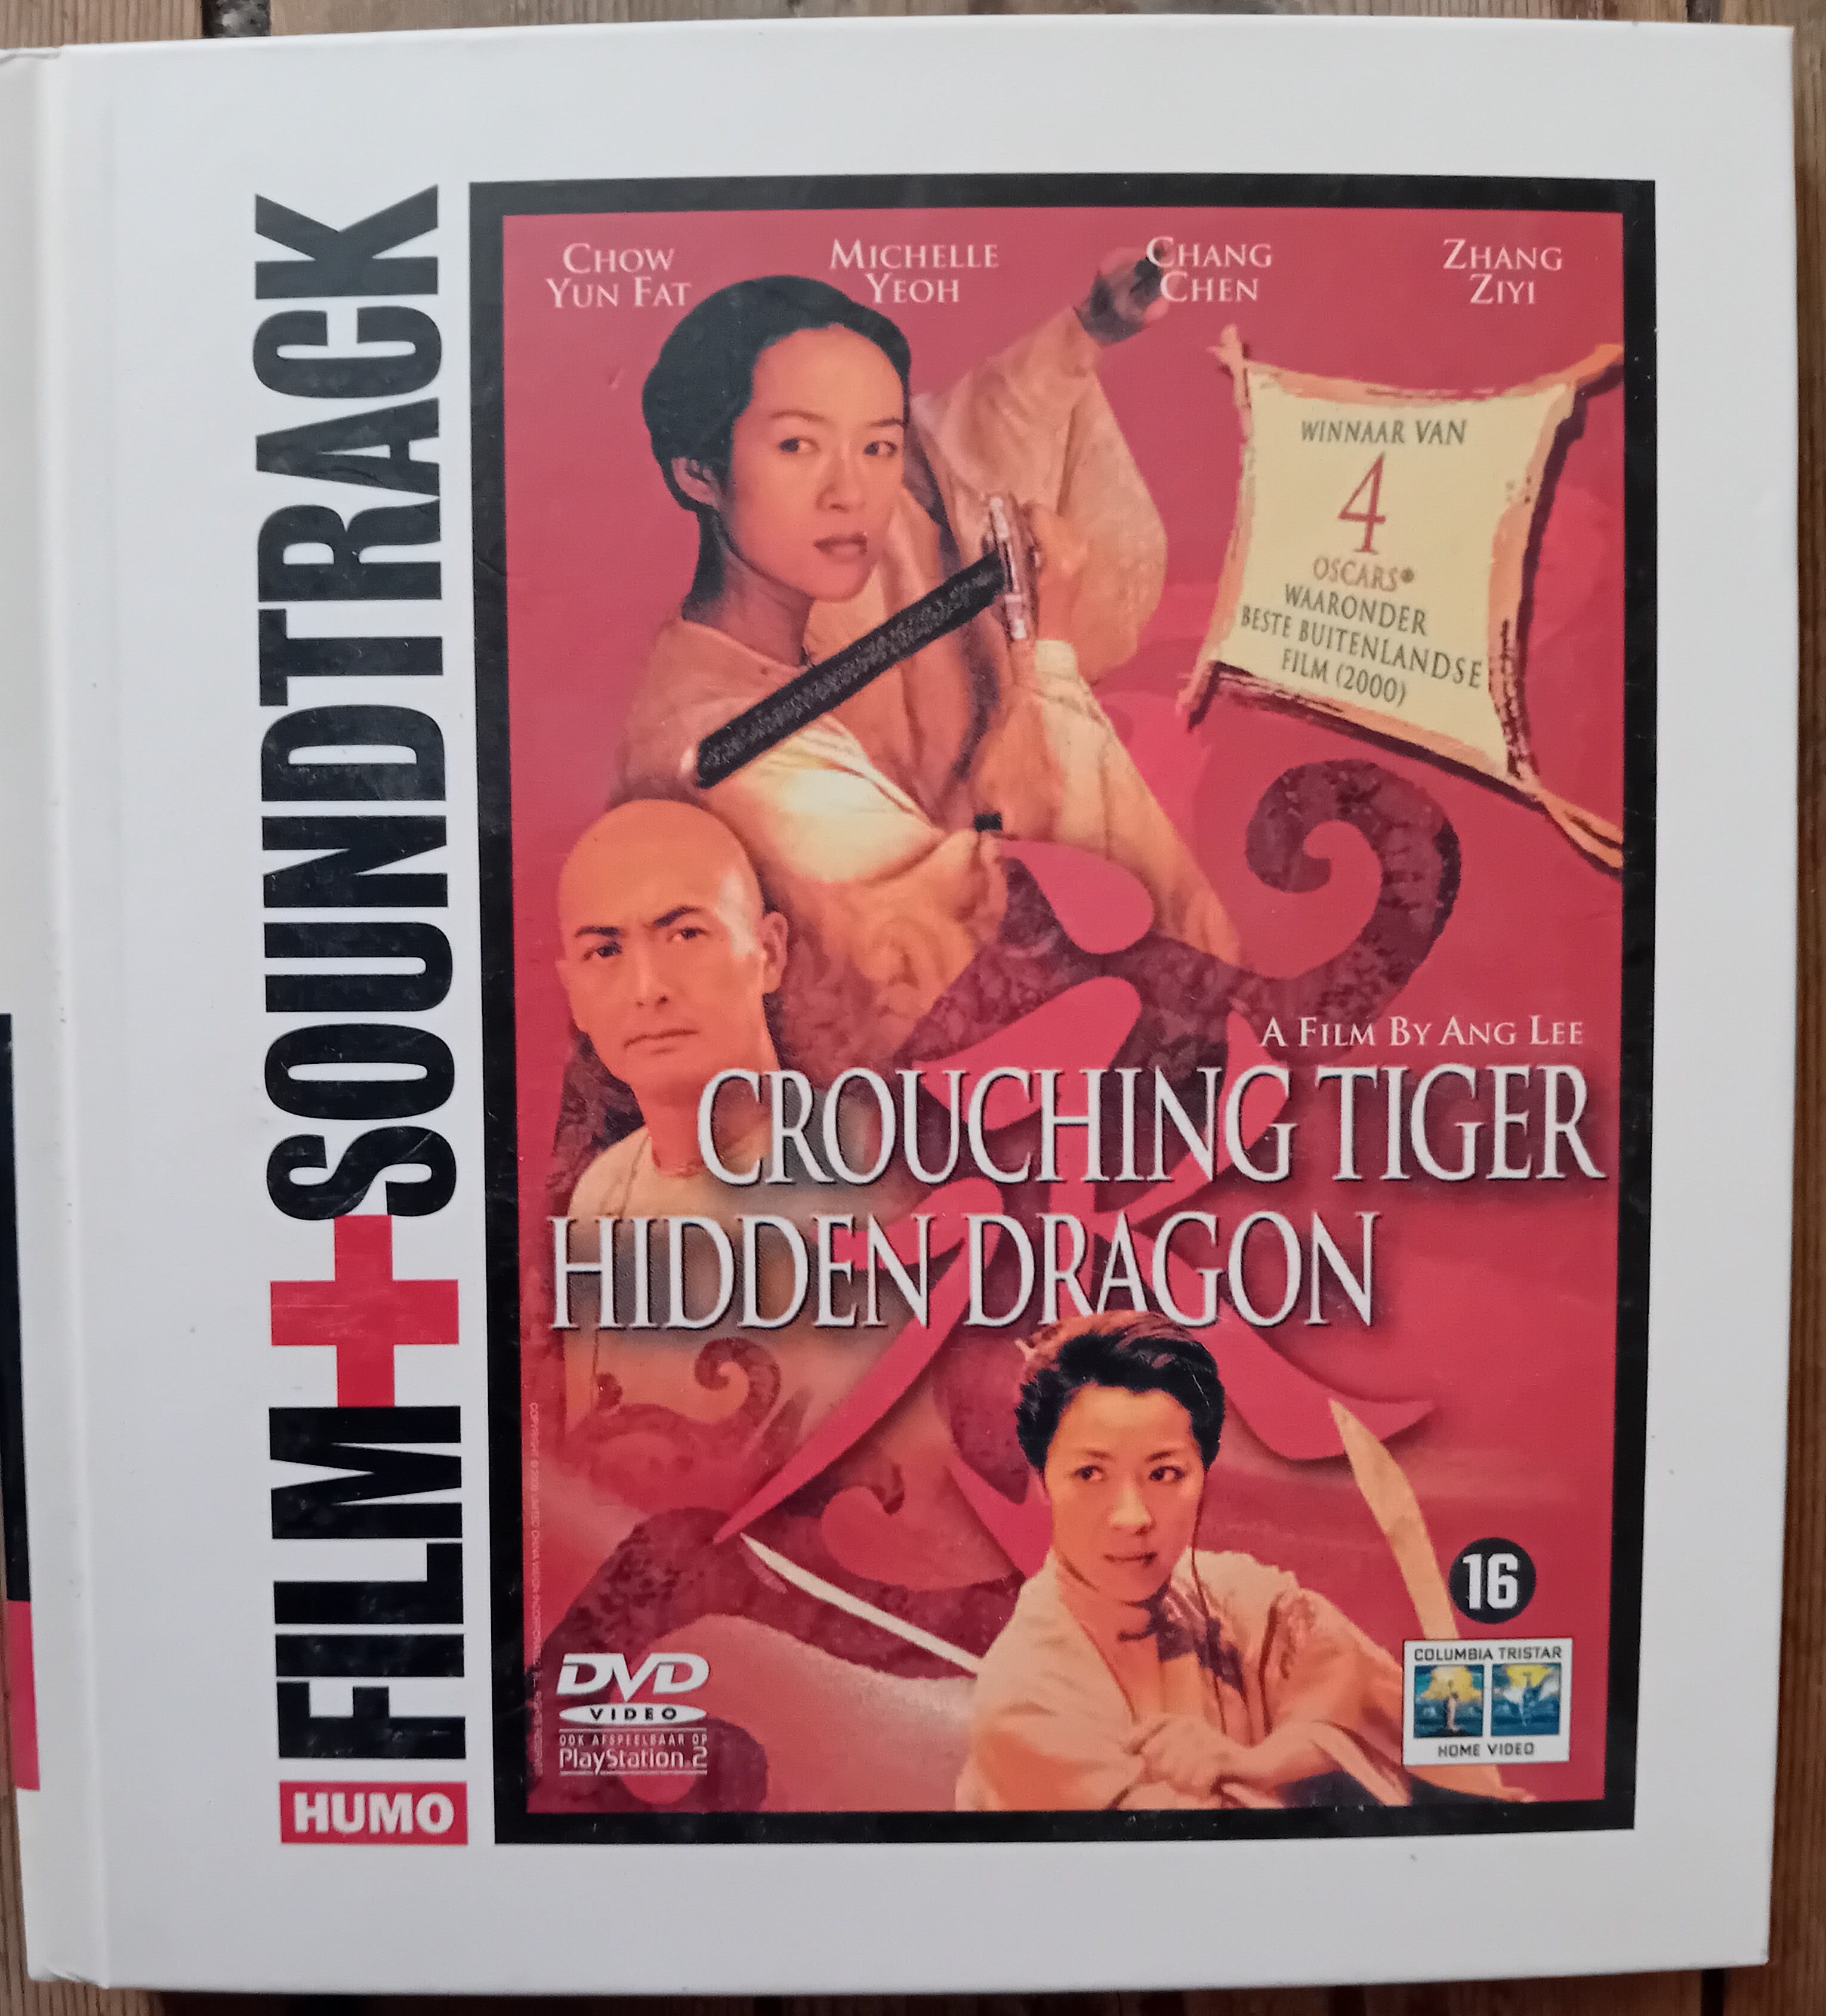 CHOW
YUN FAT
MICHELLE
YEOH
CHANG
CHEN
ZHANG
ZIYI
WINNAAR VAN
4
OSCARS®
WAARONDER
BESTE BUITENLANDSE
FILM (2000)
A FILM BY ANG LEE
CROUCHING TIGER
HIDDEN DRAGON
16
COLUMBIA TRISTAR
HOME VIDEO
DVD
VIDEO
OOK AFSPEELBAAR OP
PlayStation.2
FILM+SOUNDTRACK
HUMO